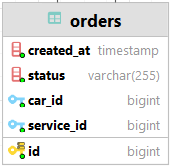 orders
created_at timestamp
status varchar(255)
car_id bigint
service_id bigint
id bigint